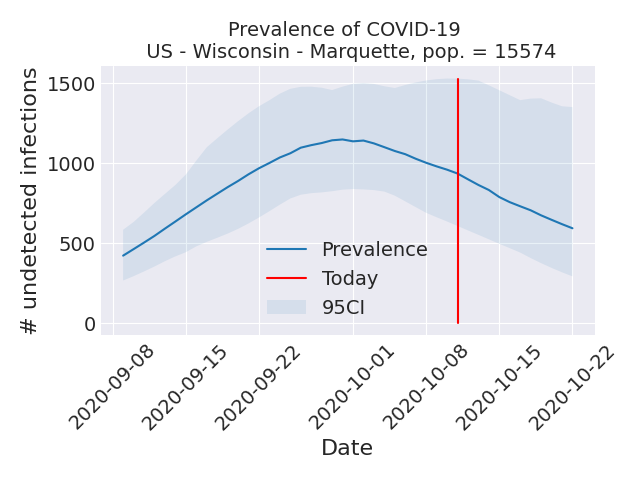 Prevalence of COVID-19
US - Wisconsin - Marquette, pop. = 15574
# undetected infections
1500
1000
500
0
Prevalence
Today
95CI
2020-09-08
2020-09-15
2020-09-22
2020-10-01
2020-10-08
2020-10-15
2020-10-22
Date